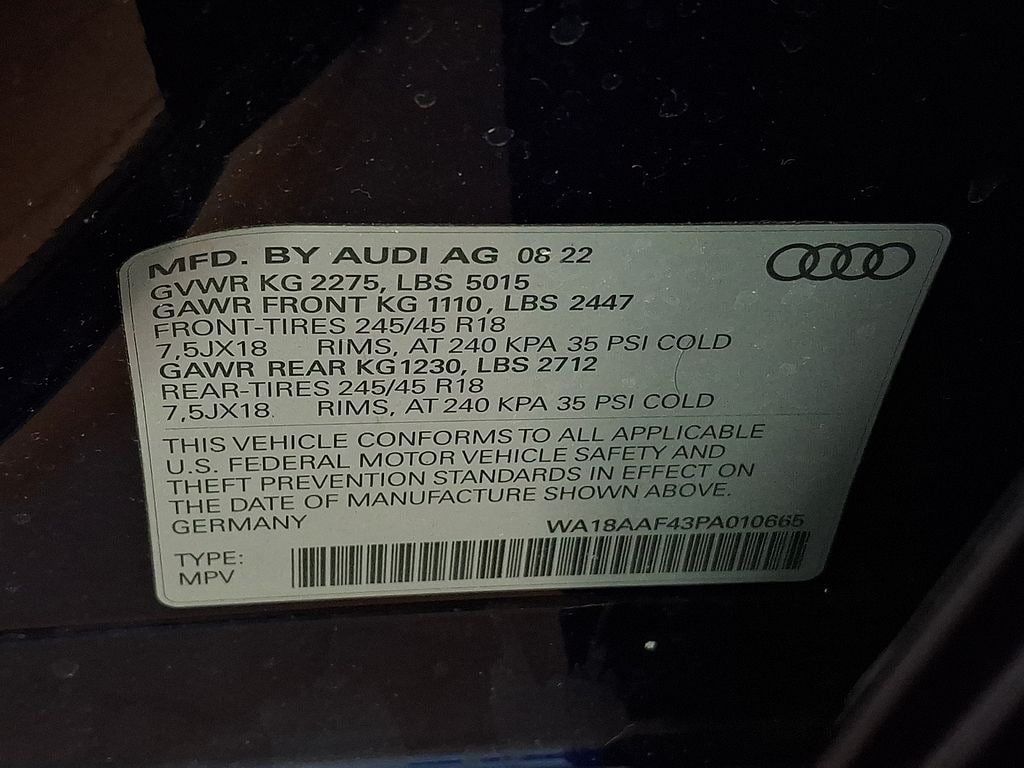 MFD. BY AUDI AG 08 22
GVWR KG 2275, LBS 5015
GAWR FRONT KG 1110, LBS 2447
FRONT-TIRES 245/45 R18
7,5JX18 RIMS, AT 240 KPA 35 PSI COLD
GAWR REAR KG1230, LBS 2712
REAR-TIRES 245/45 R18
7,5JX18 RIMS, AT 240 KPA 35 PSI COLD
THIS VEHICLE CONFORMS TO ALL APPLICABLE
U.S. FEDERAL MOTOR VEHICLE SAFETY AND
THEFT PREVENTION STANDARDS IN EFFECT ON
THE DATE OF MANUFACTURE SHOWN ABOVE.
GERMANY WA18AAF43PA010665
TYPE:
MPV